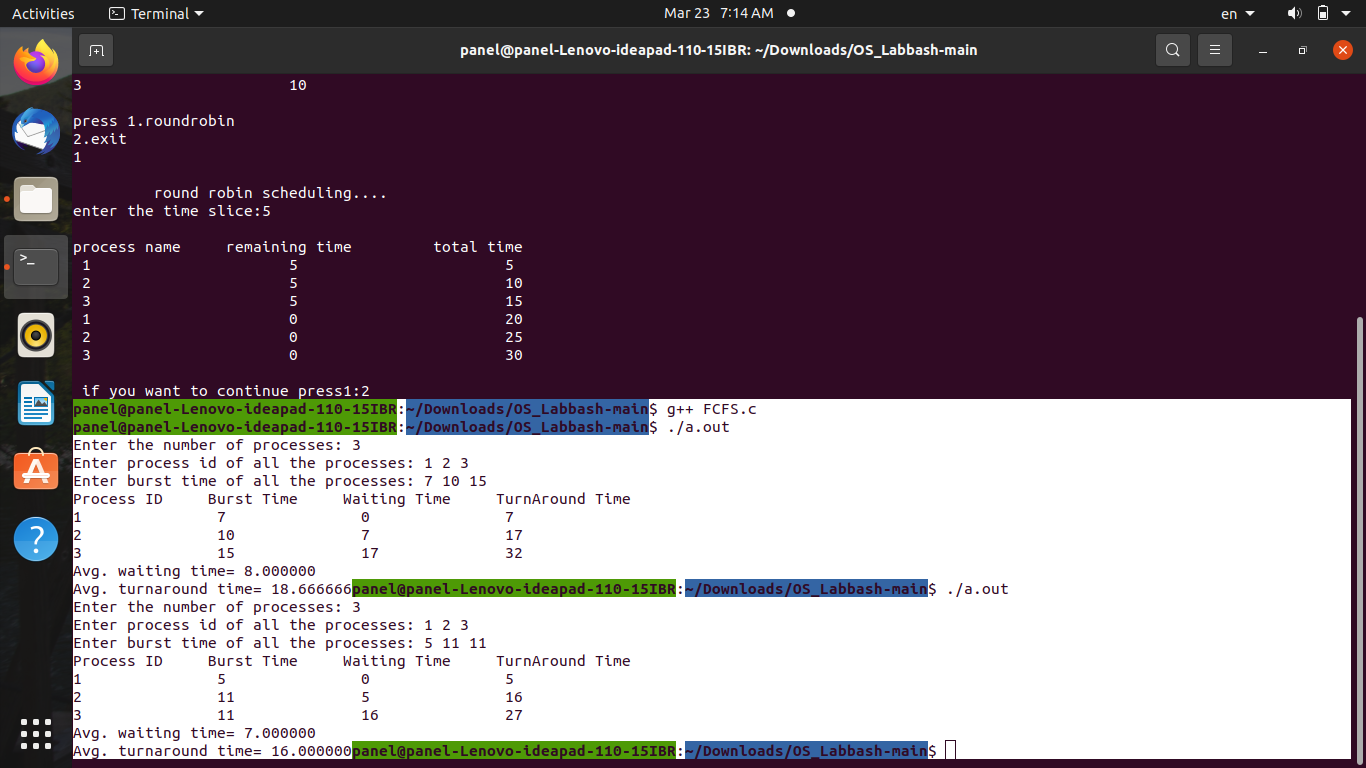 Activities Terminal Mar 23 7:14 AM en
panel@panel-Lenovo-ideapad-110-15IBR: ~/Downloads/OS_Labbash-main
3 10
press 1.roundrobin
2.exit
1
round robin scheduling....
enter the time slice:5
process name remaining time total time
1 5 5
2 5 10
3 5 15
1 0 20
2 0 25
3 0 30
if you want to continue press1:2
panel@panel-Lenovo-ideapad-110-15IBR:~/Downloads/OS_Labbash-main$ g++ FCFS.c
panel@panel-Lenovo-ideapad-110-15IBR:~/Downloads/OS_Labbash-main$ ./a.out
Enter the number of processes: 3
Enter process id of all the processes: 1 2 3
Enter burst time of all the processes: 7 10 15
Process ID Burst Time Waiting Time TurnAround Time
1 7 0 7
2 10 7 17
3 15 17 32
Avg. waiting time= 8.000000
Avg. turnaround time= 18.666666panel@panel-Lenovo-ideapad-110-15IBR:~/Downloads/OS_Labbash-main$ ./a.out
Enter the number of processes: 3
Enter process id of all the processes: 1 2 3
Enter burst time of all the processes: 5 11 11
Process ID Burst Time Waiting Time TurnAround Time
1 5 0 5
2 11 5 16
3 11 16 27
Avg. waiting time= 7.000000
Avg. turnaround time= 16.000000panel@panel-Lenovo-ideapad-110-15IBR:~/Downloads/OS_Labbash-main$